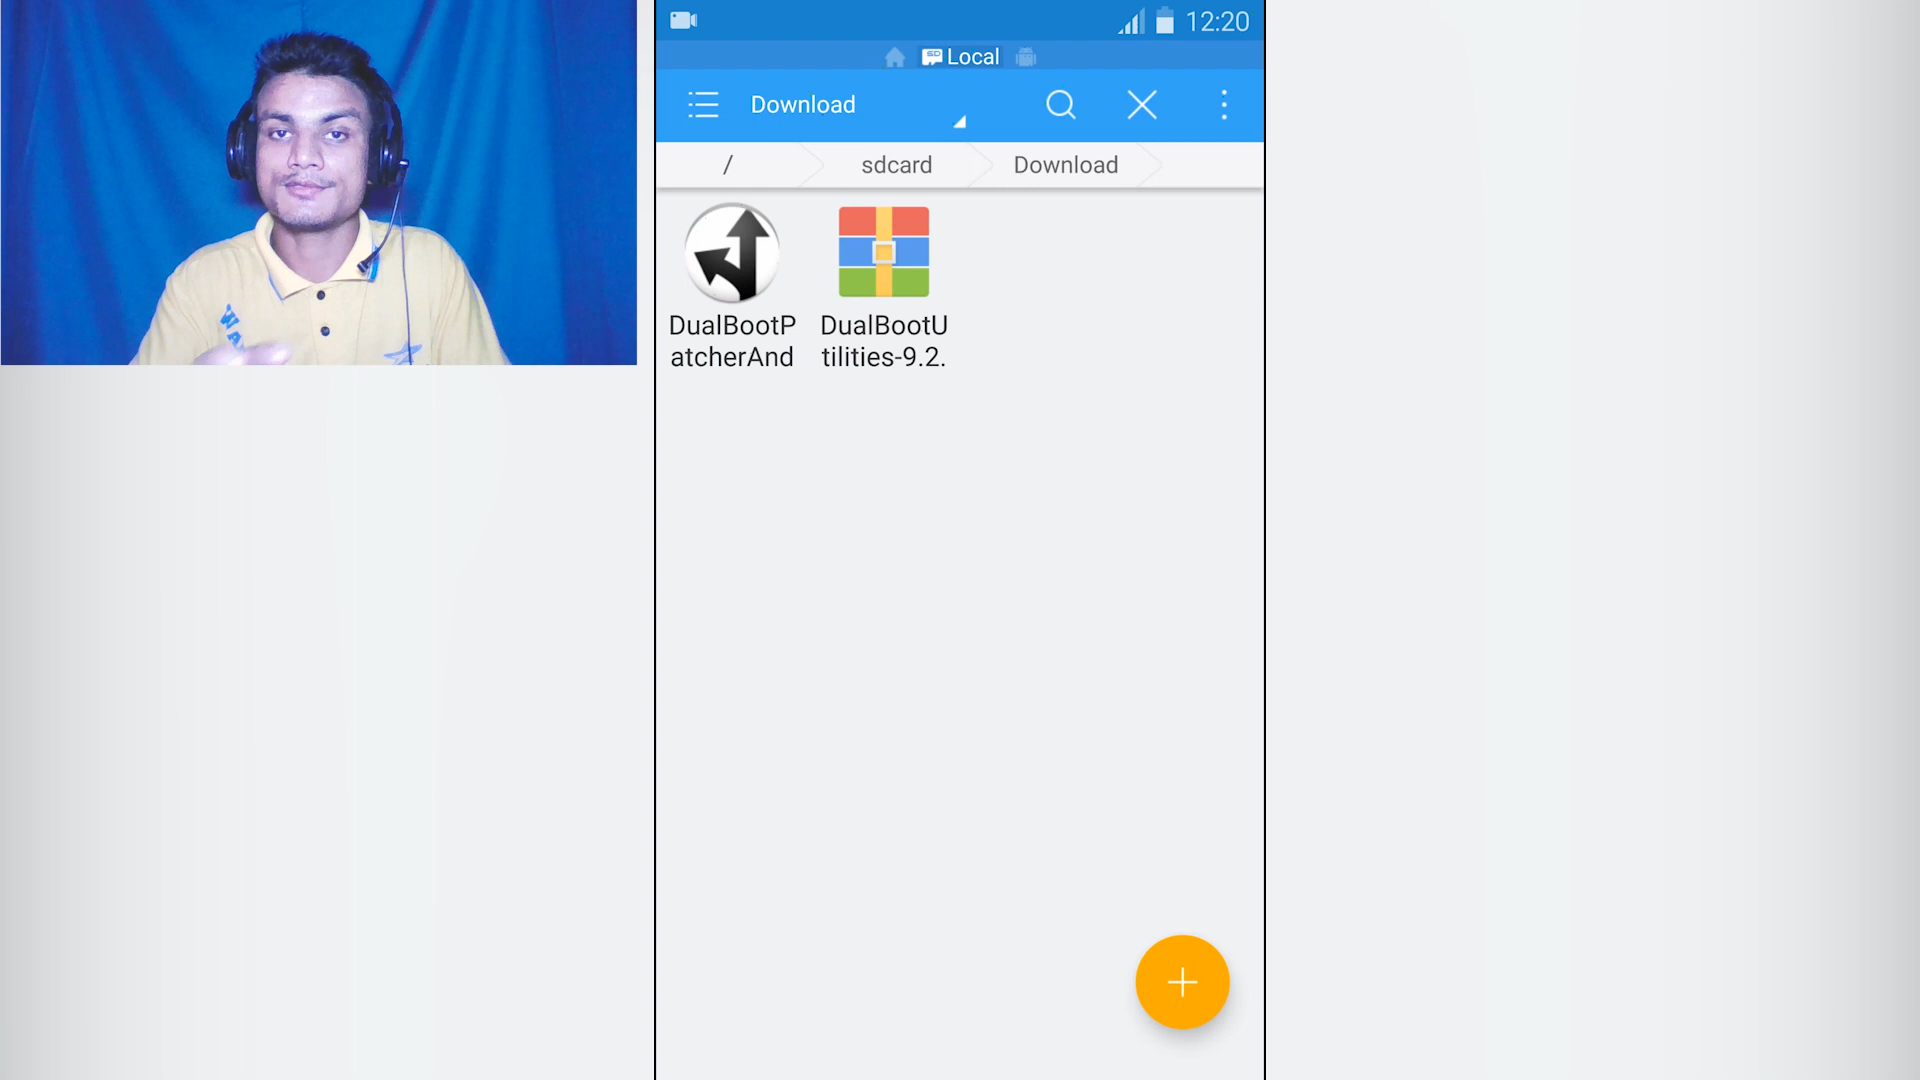 12:20
Local
Download
/ sdcard Download
DualBootP
atcherAnd
DualBootU
tilities-9.2.